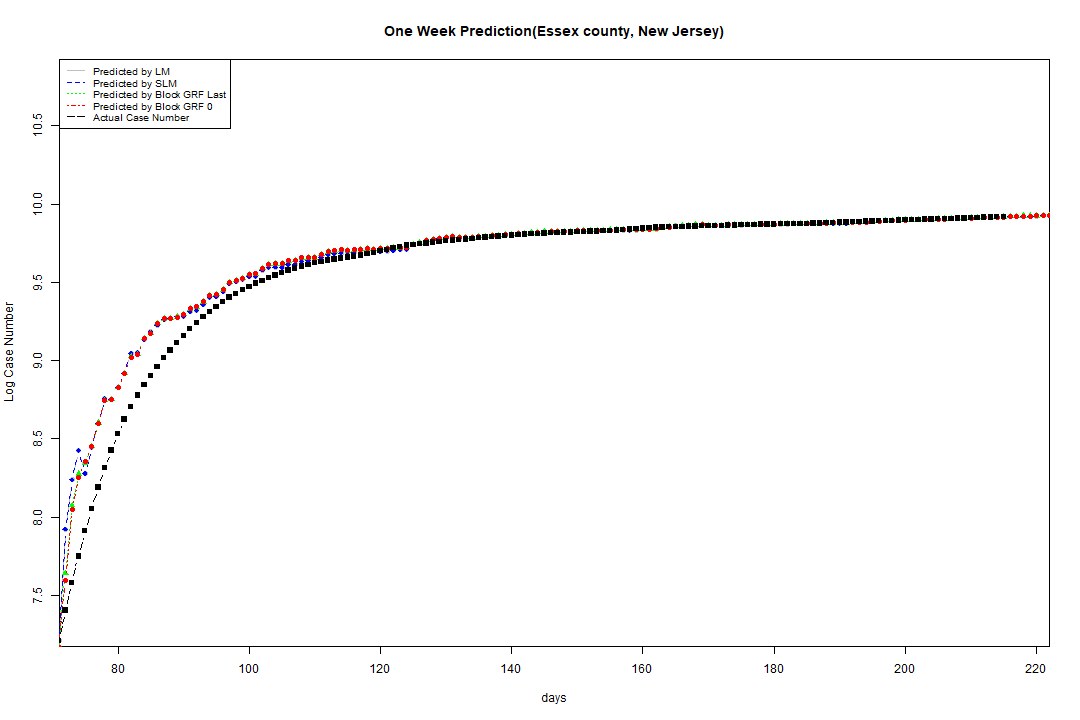 One Week Prediction(Essex county, New Jersey)
Predicted by LM
Predicted by SLM
Predicted by Block GRF Last
Predicted by Block GRF 0
Actual Case Number
10.5
10.0
9.5
9.0
8.5
8.0
7.5
Log Case Number
80 100 120 140 160 180 200 220
days